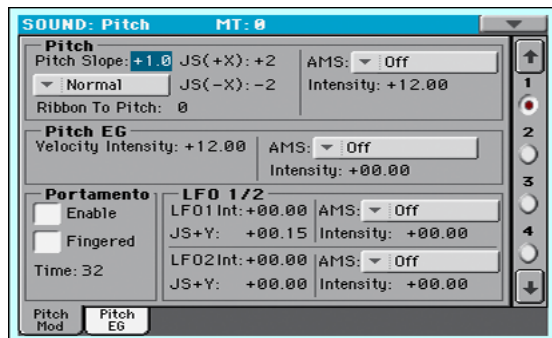 SOUND: Pitch MT: 0
Pitch
Pitch Slope: +1.0 JS(+X): +2 AMS: Off
Normal JS(-X): -2 Intensity: +12.00
Ribbon To Pitch: 0
Pitch EG
Velocity Intensity: +12.00 AMS: Off
Intensity: +00.00
Portamento
Enable
Fingered
Time: 32
LFO 1/2
LFO1 Int: +00.00 AMS: Off
JS+Y: +00.15 Intensity: +00.00
LFO2 Int: +00.00 AMS: Off
JS+Y: +00.00 Intensity: +00.00
1
2
3
4
Pitch Mod
Pitch EG